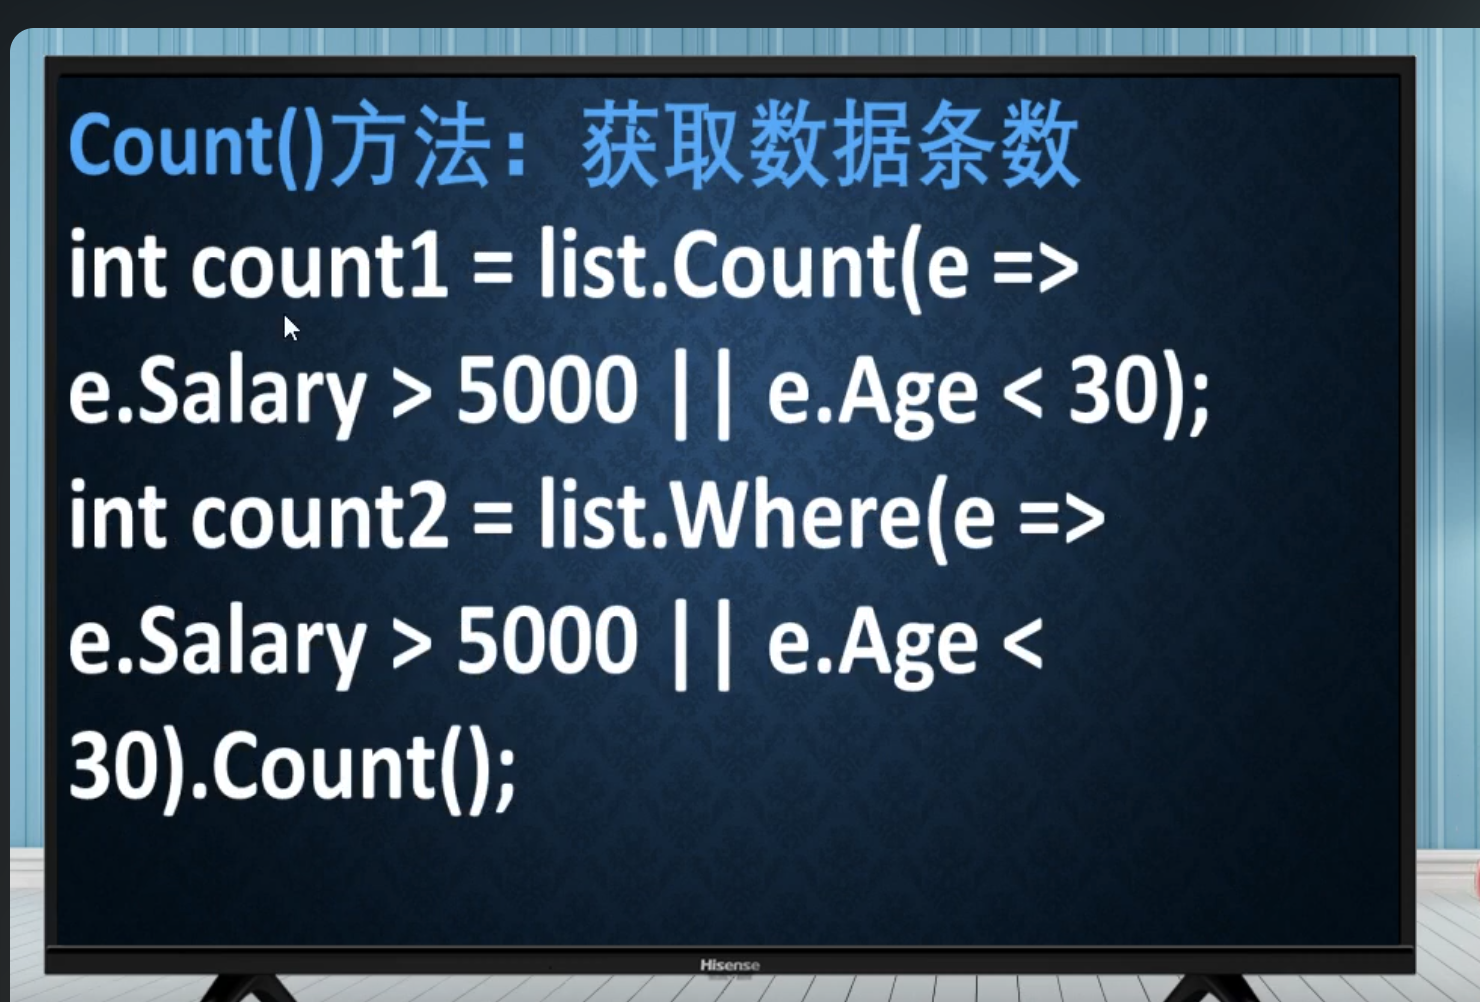 Count()方法：获取数据条数
int count1 = list.Count(e =>
e.Salary > 5000 || e.Age < 30);
int count2 = list.Where(e =>
e.Salary > 5000 || e.Age <
30).Count();
Hisense